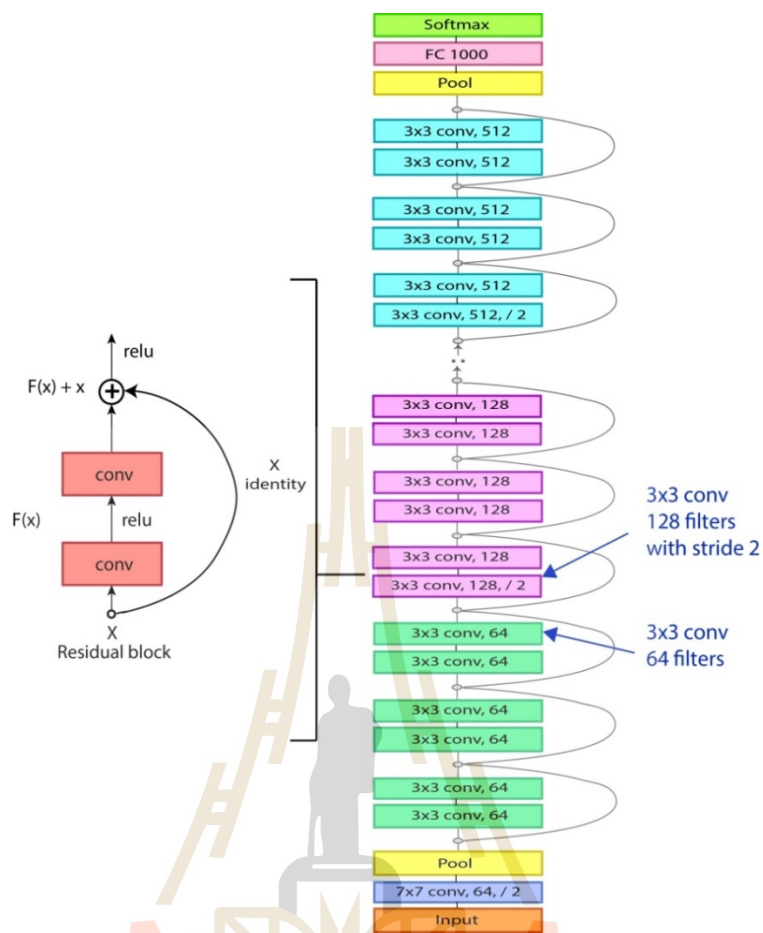 Softmax
FC 1000
Pool
3x3 conv, 512
3x3 conv, 512
3x3 conv, 512
3x3 conv, 512
3x3 conv, 512
3x3 conv, 512, / 2
3x3 conv, 128
3x3 conv, 128
3x3 conv, 128
3x3 conv, 128
3x3 conv, 128
3x3 conv, 128, / 2
3x3 conv, 64
3x3 conv, 64
3x3 conv, 64
3x3 conv, 64
3x3 conv, 64
3x3 conv, 64
Pool
7x7 conv, 64, / 2
Input
relu
F(x) + x
+
conv
X
identity
F(x)
relu
conv
X
Residual block
3x3 conv
128 filters
with stride 2
3x3 conv
64 filters